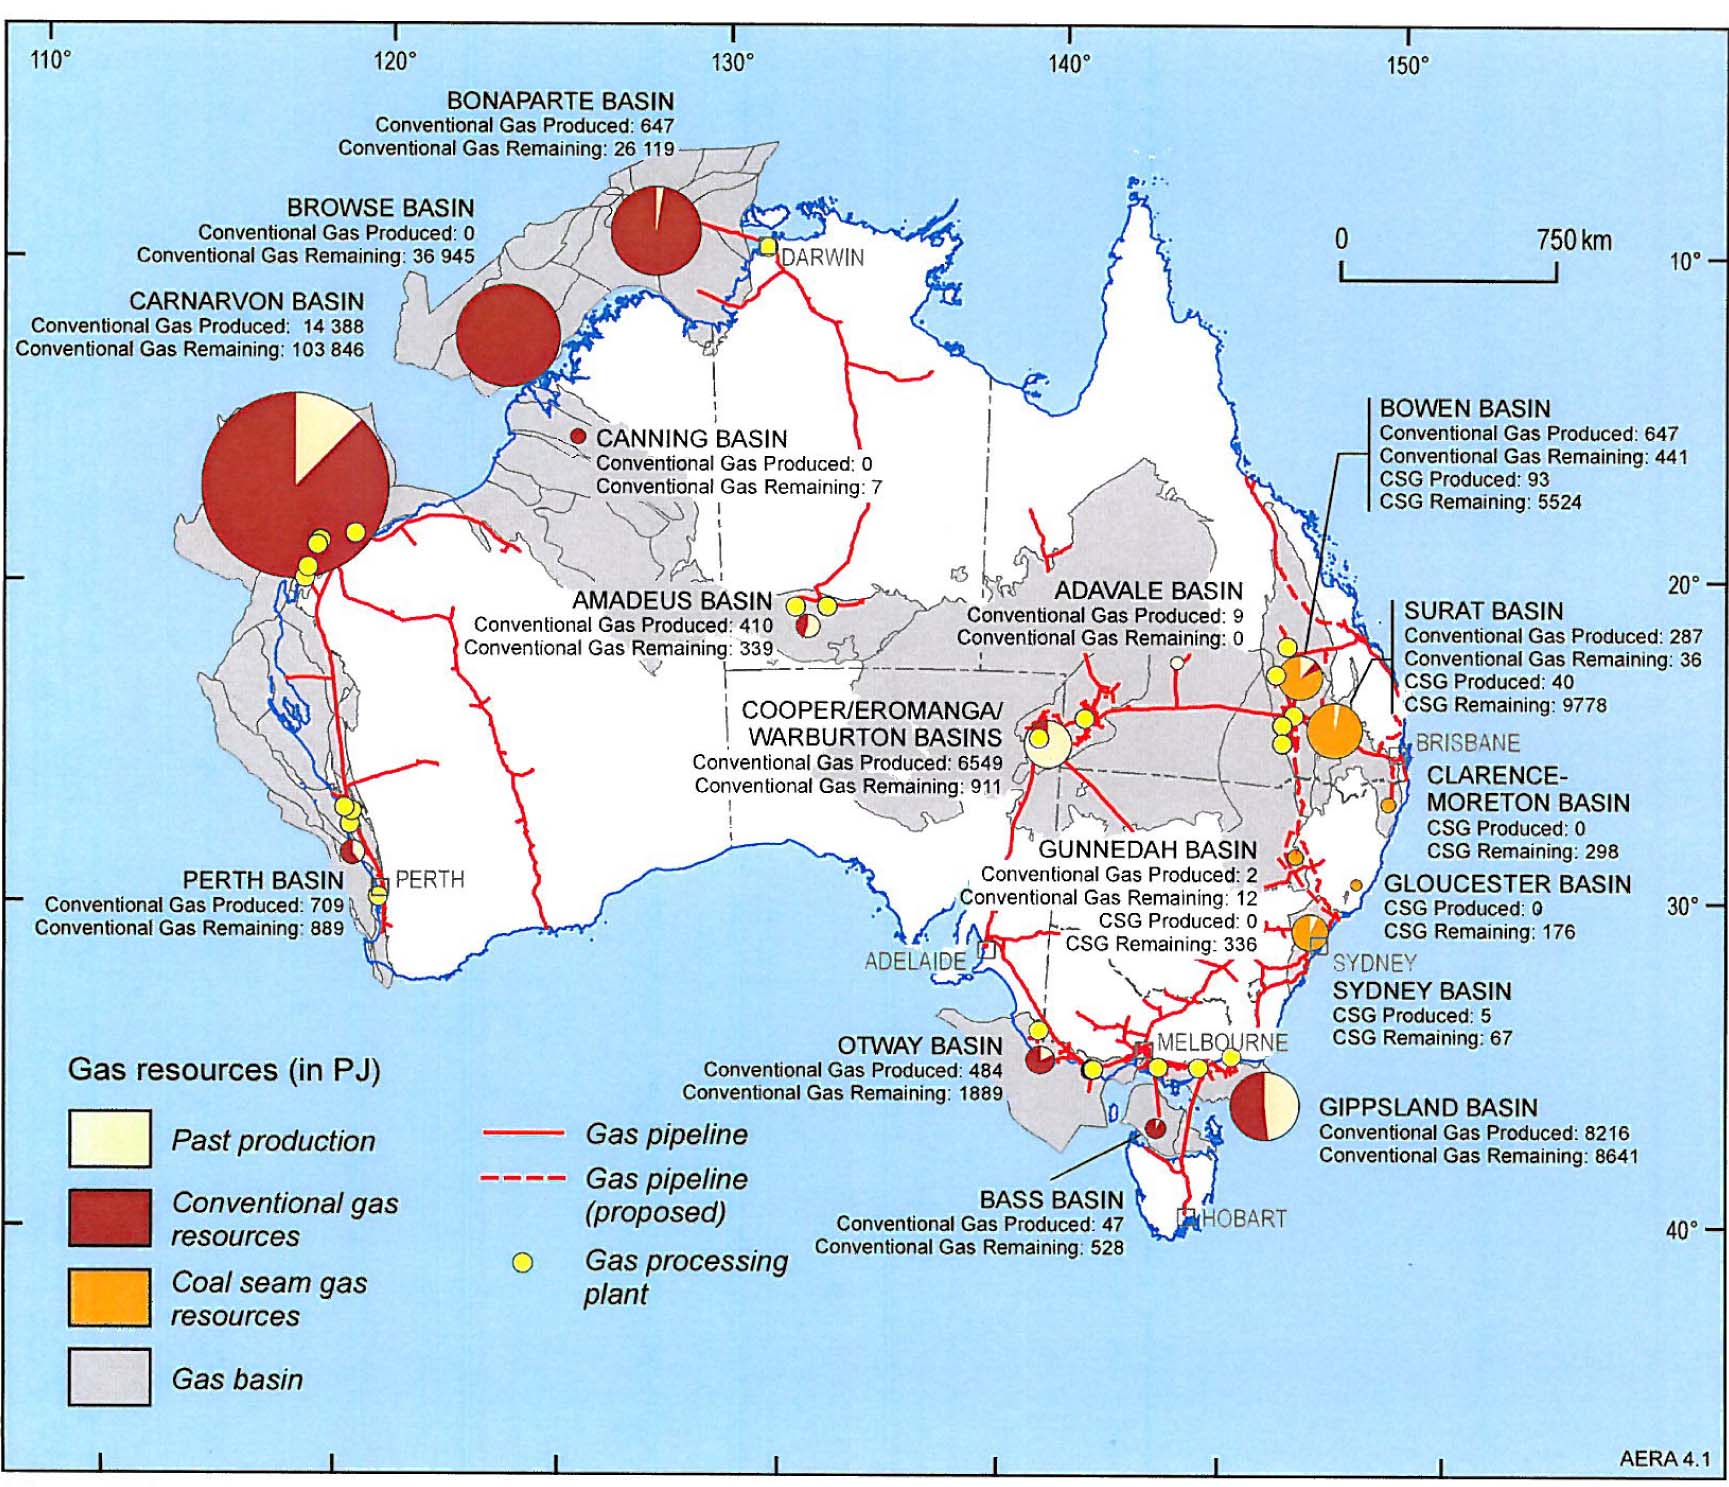 110°
120°
130°
140°
150°
BONAPARTE BASIN
Conventional Gas Produced: 647
Conventional Gas Remaining: 26 119
BROWSE BASIN
Conventional Gas Produced: 0
Conventional Gas Remaining: 36 945
CARNARVON BASIN
Conventional Gas Produced: 14 388
Conventional Gas Remaining: 103 846
DARWIN
0 750 km
10°
CANNING BASIN
Conventional Gas Produced: 0
Conventional Gas Remaining: 7
BOWEN BASIN
Conventional Gas Produced: 647
Conventional Gas Remaining: 441
CSG Produced: 93
CSG Remaining: 5524
20°
AMADEUS BASIN
Conventional Gas Produced: 410
Conventional Gas Remaining: 339
ADAVALE BASIN
Conventional Gas Produced: 9
Conventional Gas Remaining: 0
SURAT BASIN
Conventional Gas Produced: 287
Conventional Gas Remaining: 36
CSG Produced: 40
CSG Remaining: 9778
COOPER/EROMANGA/
WARBURTON BASINS
Conventional Gas Produced: 6549
Conventional Gas Remaining: 911
BRISBANE
CLARENCE-
MORETON BASIN
CSG Produced: 0
CSG Remaining: 298
GUNNEDAH BASIN
Conventional Gas Produced: 2
Conventional Gas Remaining: 12
CSG Produced: 0
CSG Remaining: 336
PERTH BASIN
Conventional Gas Produced: 709
Conventional Gas Remaining: 889
PERTH
GLOUCESTER BASIN
CSG Produced: 0
CSG Remaining: 176
30°
ADELAIDE
SYDNEY
SYDNEY BASIN
CSG Produced: 5
CSG Remaining: 67
OTWAY BASIN
Conventional Gas Produced: 484
Conventional Gas Remaining: 1889
MELBOURNE
GIPPSLAND BASIN
Conventional Gas Produced: 8216
Conventional Gas Remaining: 8641
BASS BASIN
Conventional Gas Produced: 47
Conventional Gas Remaining: 528
HOBART
40°
Gas resources (in PJ)
Past production
Conventional gas
resources
Coal seam gas
resources
Gas basin
Gas pipeline
Gas pipeline
(proposed)
Gas processing
plant
AERA 4.1